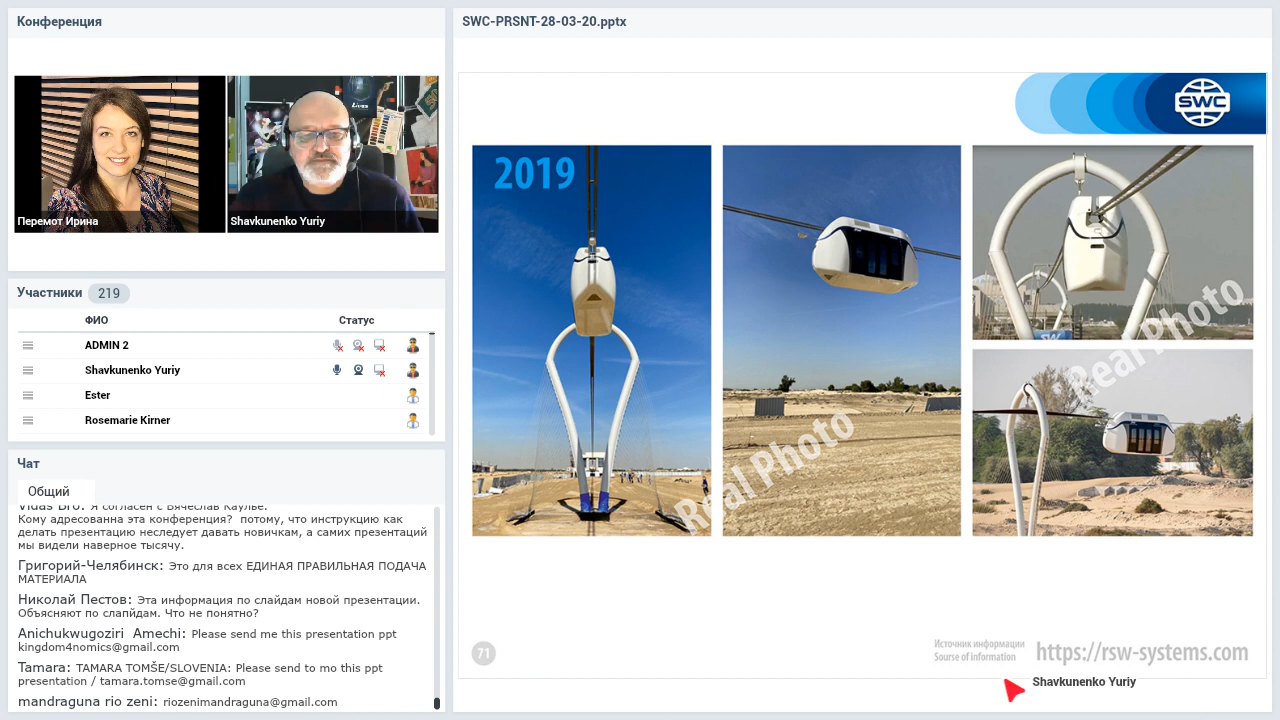 Конференция
Перемот Ирина
Shavkunenko Yuriy
Участники 219
ФИО Статус
ADMIN 2
Shavkunenko Yuriy
Ester
Rosemarie Kirner
Чат
Общий
Vidas Bro: Я согласен с Вячеслав Каулье.
Кому адресованна эта конференция? потому, что инструкцию как
делать презентацию неследует давать новичкам, а самих презентаций
мы видели наверное тысячу.
Григорий-Челябинск: Это для всех ЕДИНАЯ ПРАВИЛЬНАЯ ПОДАЧА
МАТЕРИАЛА
Николай Пестов: Эта информация по слайдам новой презентации.
Объясняют по слапйдам. Что не понятно?
Anichukwugoziri Amechi: Please send me this presentation ppt
kingdom4nomics@gmail.com
Tamara: TAMARA TOMŠE/SLOVENIA: Please send to mo this ppt
presentation / tamara.tomse@gmail.com
mandraguna rio zeni: riozenimandraguna@gmail.com
SWC-PRSNT-28-03-20.pptx
SWC
2019
Real Photo
Real Photo
71
Источник информации
Sourse of information
https://rsw-systems.com
Shavkunenko Yuriy